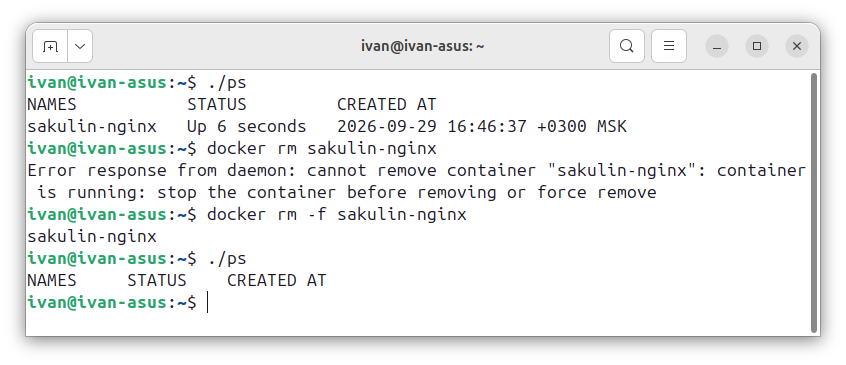 ivan@ivan-asus: ~
ivan@ivan-asus:~$ ./ps
NAMES           STATUS         CREATED AT
sakulin-nginx   Up 6 seconds   2026-09-29 16:46:37 +0300 MSK
ivan@ivan-asus:~$ docker rm sakulin-nginx
Error response from daemon: cannot remove container "sakulin-nginx": container
 is running: stop the container before removing or force remove
ivan@ivan-asus:~$ docker rm -f sakulin-nginx
sakulin-nginx
ivan@ivan-asus:~$ ./ps
NAMES     STATUS    CREATED AT
ivan@ivan-asus:~$